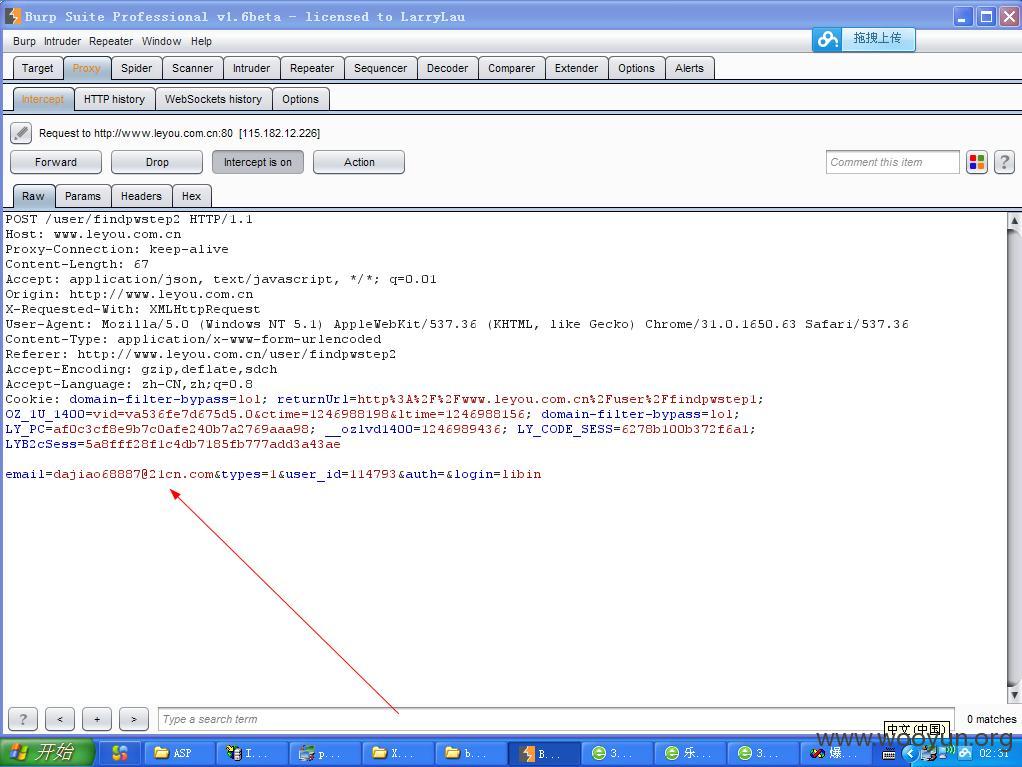 Burp Suite Professional v1.6beta - licensed to LarryLau
Burp Intruder Repeater Window Help
拖拽上传
Target Proxy Spider Scanner Intruder Repeater Sequencer Decoder Comparer Extender Options Alerts
Intercept HTTP history WebSockets history Options
Request to http://www.leyou.com.cn:80 [115.182.12.226]
Forward Drop Intercept is on Action Comment this item ?
Raw Params Headers Hex
POST /user/findpwstep2 HTTP/1.1
Host: www.leyou.com.cn
Proxy-Connection: keep-alive
Content-Length: 67
Accept: application/json, text/javascript, */*; q=0.01
Origin: http://www.leyou.com.cn
X-Requested-With: XMLHttpRequest
User-Agent: Mozilla/5.0 (Windows NT 5.1) AppleWebKit/537.36 (KHTML, like Gecko) Chrome/31.0.1650.63 Safari/537.36
Content-Type: application/x-www-form-urlencoded
Referer: http://www.leyou.com.cn/user/findpwstep2
Accept-Encoding: gzip,deflate,sdch
Accept-Language: zh-CN,zh;q=0.8
Cookie: domain-filter-bypass=lol; returnUrl=http%3A%2F%2Fwww.leyou.com.cn%2Fuser%2Ffindpwstep1;
OZ_1U_1400=vid=va536fe7d675d5.0&ctime=1246988198&ltime=1246988156; domain-filter-bypass=lol;
LY_PC=af0c3cf8e9b7c0afe240b7a2769aaa98; __ozlvd1400=1246989436; LY_CODE_SESS=6278b100b372f6a1;
LYB2cSess=5a8fff28f1c4db7185fb777add3a43ae
email=dajiao68887@21cn.com&types=1&user_id=114793&auth=&login=libin
? < + > Type a search term 0 matches
中文(中国)
www.wooyun.org
开始 ASP I... p... X... b... B... 3... 乐... 3... 爆... 02:31